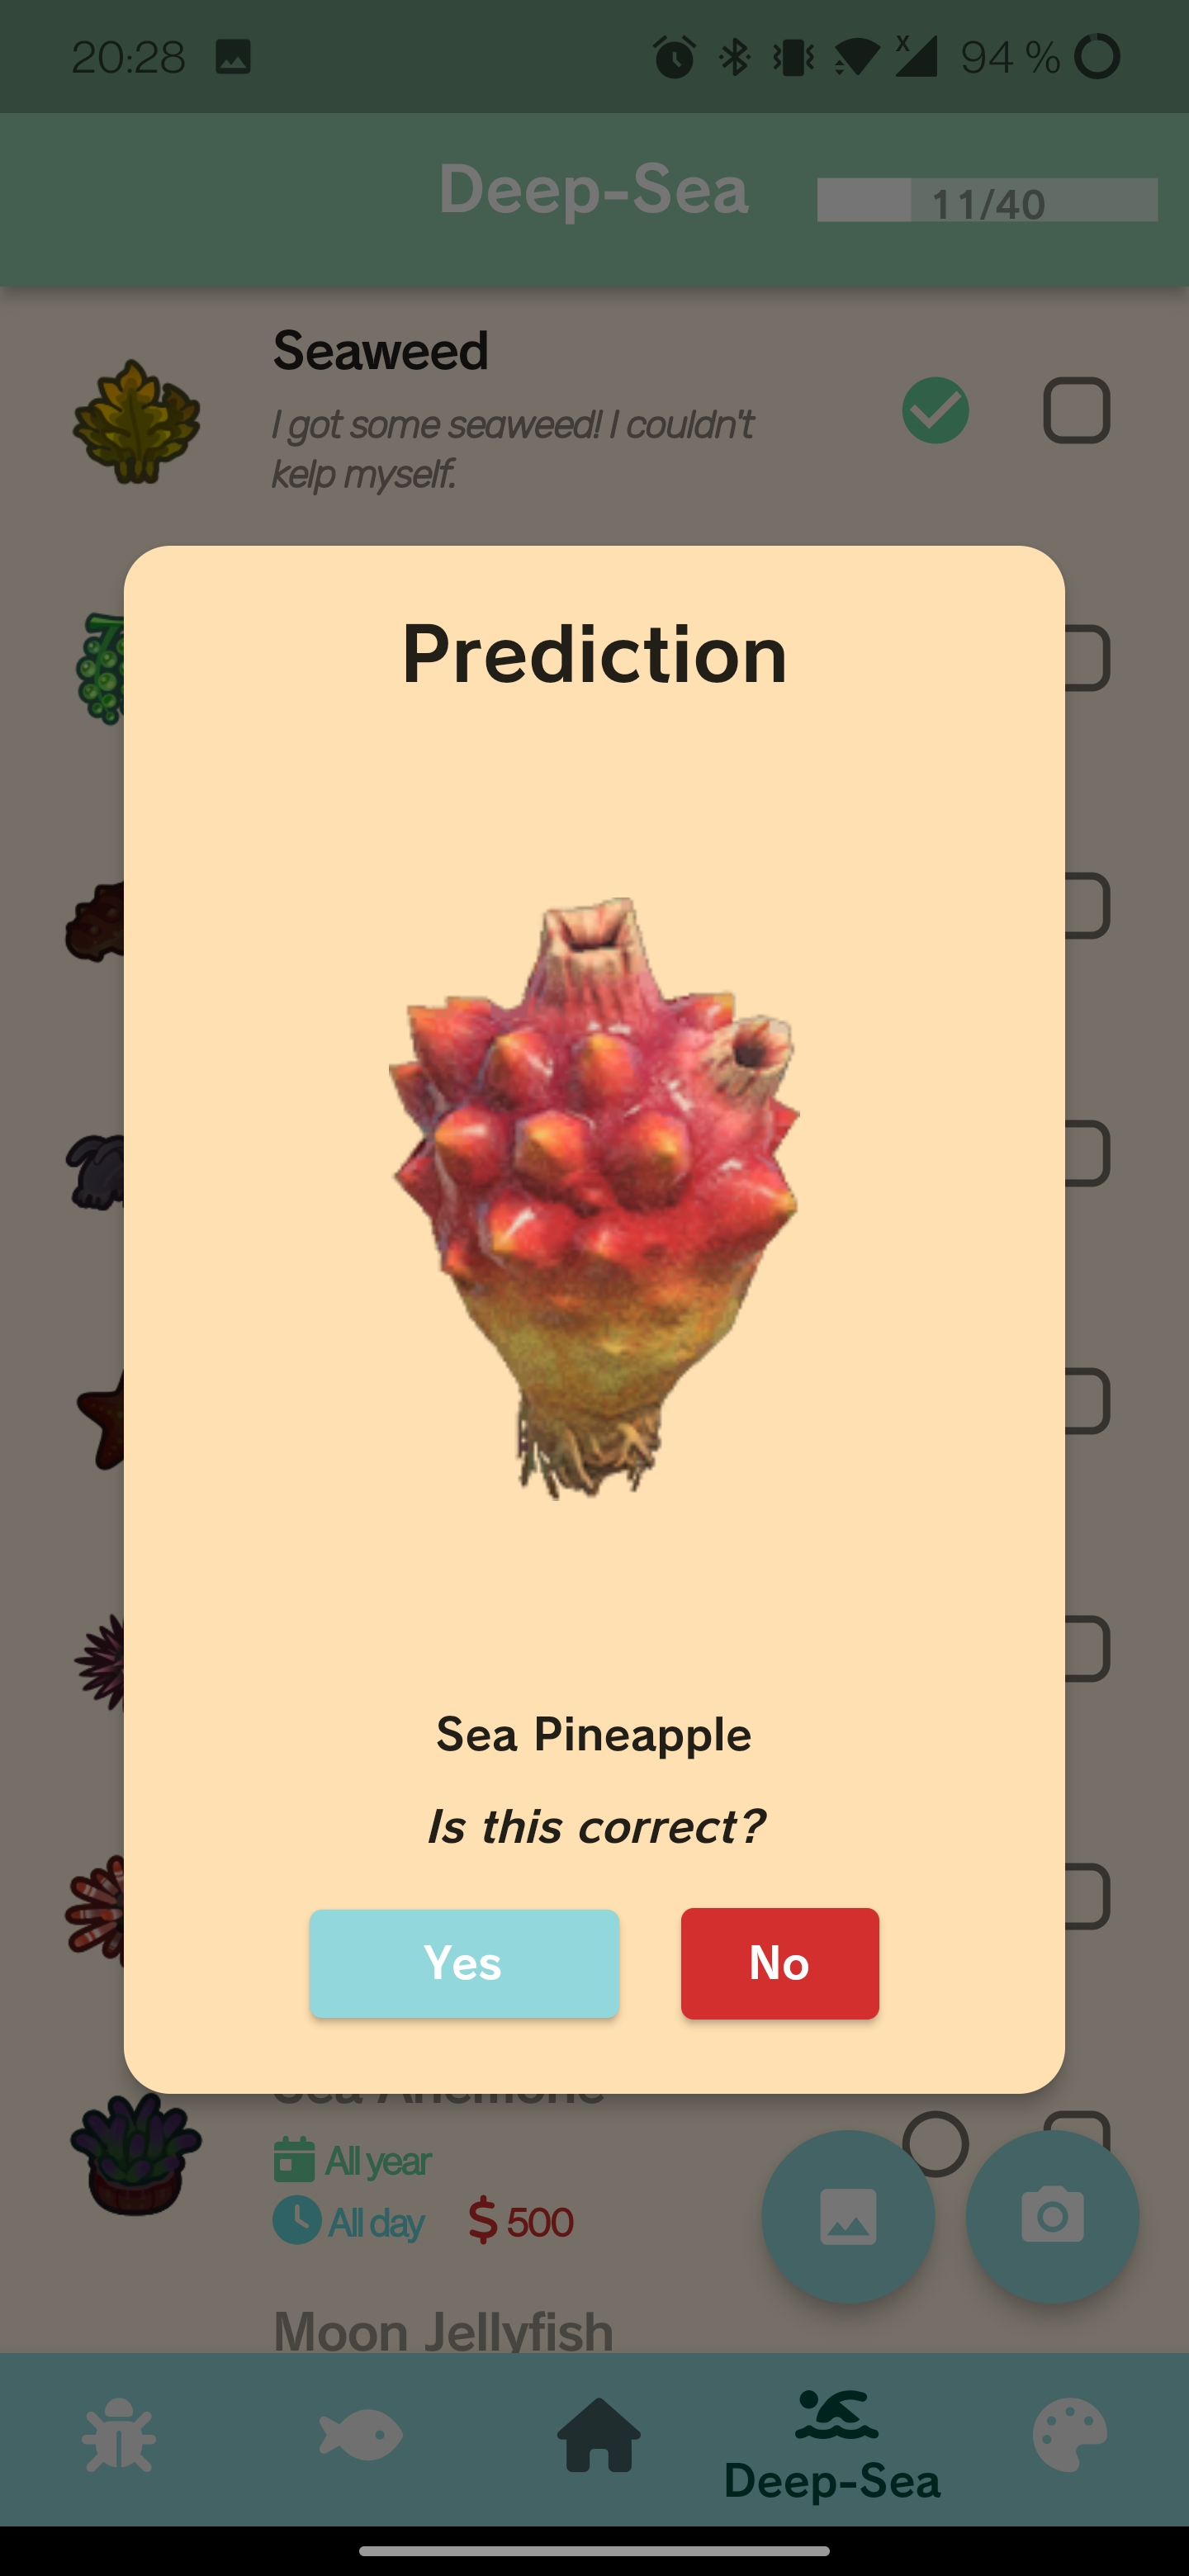 20:28
94 %
Deep-Sea
11/40
Seaweed
I got some seaweed! I couldn't
kelp myself.
Prediction
Sea Pineapple
Is this correct?
Yes
No
Sea Anemone
All year
All day
$ 500
Moon Jellyfish
Deep-Sea